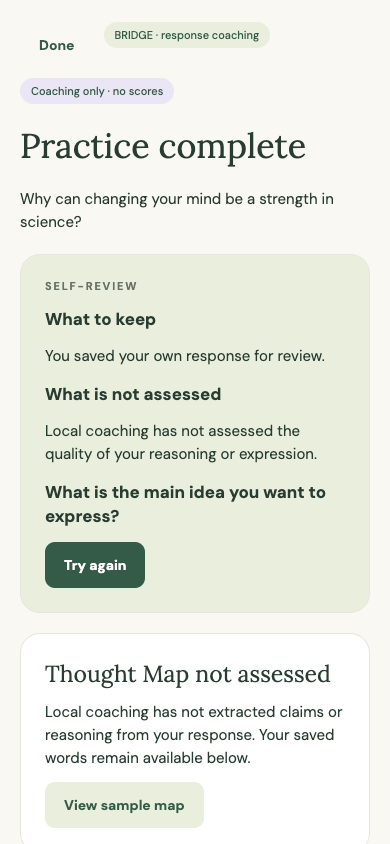 Done
BRIDGE · response coaching
Coaching only · no scores
Practice complete
Why can changing your mind be a strength in
science?
SELF-REVIEW
What to keep
You saved your own response for review.
What is not assessed
Local coaching has not assessed the
quality of your reasoning or expression.
What is the main idea you want to
express?
Try again
Thought Map not assessed
Local coaching has not extracted claims or
reasoning from your response. Your saved
words remain available below.
View sample map